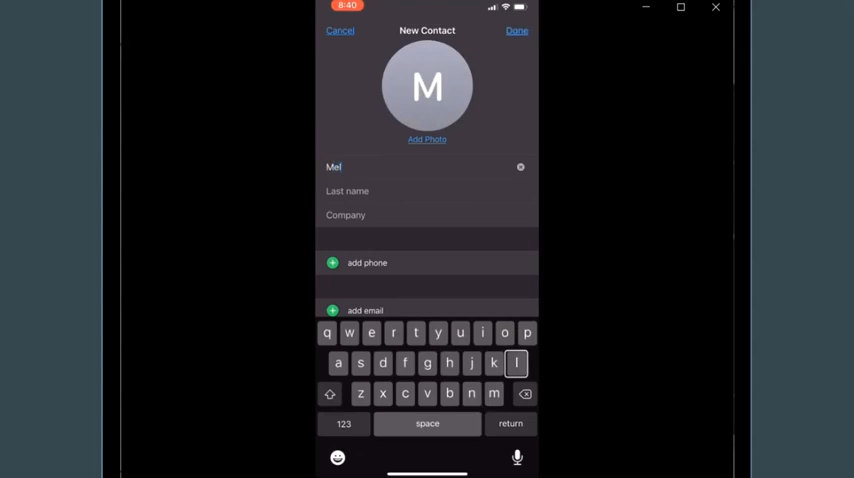 8:40
Cancel New Contact Done
M
Add Photo
Mel
Last name
Company
add phone
add email
q w e r t y u i o p
a s d f g h j k l
z x c v b n m
123 space return